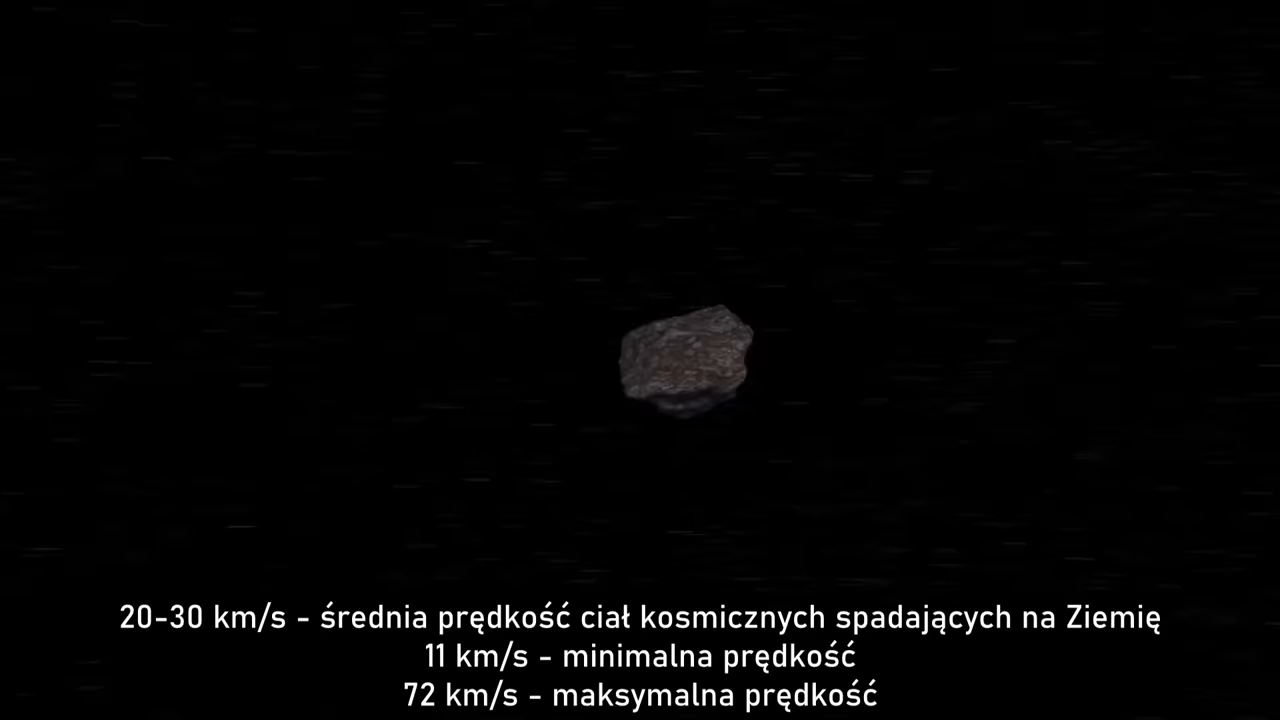 20-30 km/s - średnia prędkość ciał kosmicznych spadających na Ziemię
11 km/s - minimalna prędkość
72 km/s - maksymalna prędkość